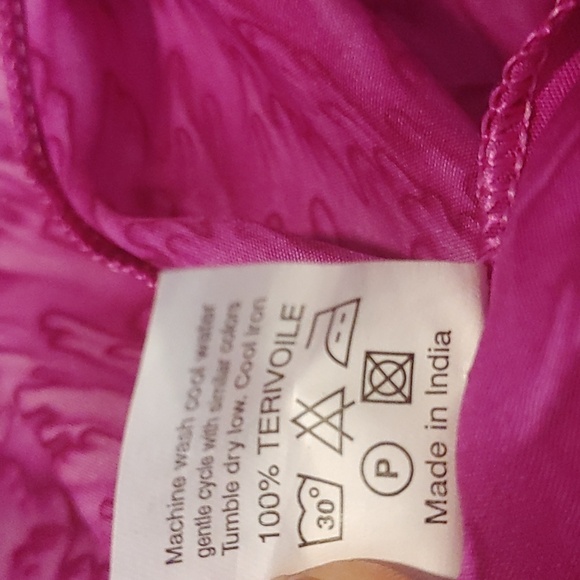 Machine wash cool water
gentle cycle with similar colors
Tumble dry low. Cool iron
100% TERIVOILE
30°
P
Made in India